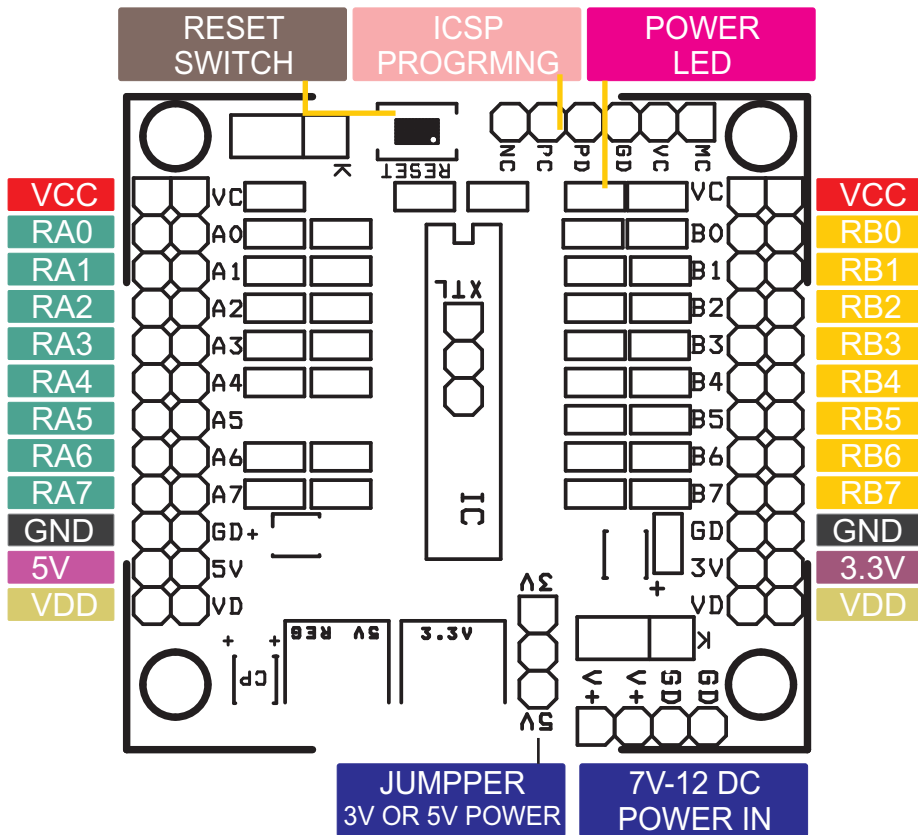 RESET
SWITCH
ICSP
PROGRMNG
POWER
LED
K
RESET
NC
PC
PD
GD
VC
MC
VCC
VC
VC
VCC
RA0
A0
B0
RB0
RA1
A1
B1
RB1
RA2
A2
XTL
B2
RB2
RA3
A3
B3
RB3
RA4
A4
B4
RB4
RA5
A5
B5
RB5
RA6
A6
B6
RB6
RA7
A7
IC
B7
RB7
GND
GD+
GD
GND
5V
5V
3V
3.3V
+
VDD
3V
VD
VDD
+ +
CP
5V REG
K
V+
V+
GD
GD
5V
JUMPPER
3V OR 5V POWER
7V-12 DC
POWER IN